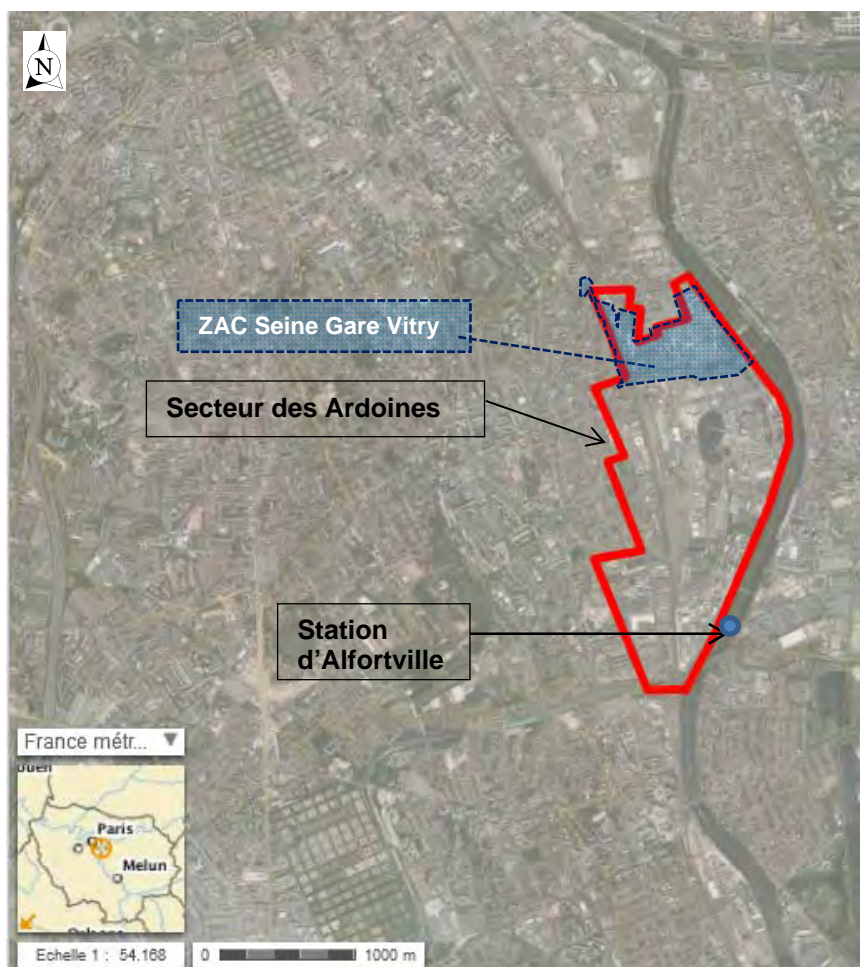 N
ZAC Seine Gare Vitry
Secteur des Ardoines
Station
d'Alfortville
France métr... ▼
Paris
Melun
Echelle 1 : 54.168
0 1000 m